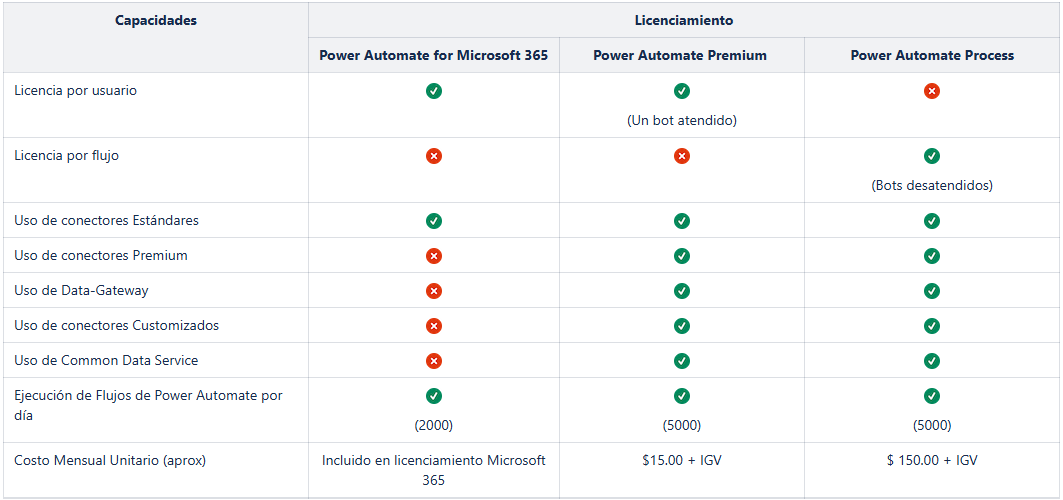 Capacidades
Licenciamiento
Power Automate for Microsoft 365
Power Automate Premium
Power Automate Process
Licencia por usuario
(Un bot atendido)
Licencia por flujo
(Bots desatendidos)
Uso de conectores Estándares
Uso de conectores Premium
Uso de Data-Gateway
Uso de conectores Customizados
Uso de Common Data Service
Ejecución de Flujos de Power Automate por
día
(2000)
(5000)
(5000)
Costo Mensual Unitario (aprox)
Incluido en licenciamiento Microsoft
365
$15.00 + IGV
$ 150.00 + IGV